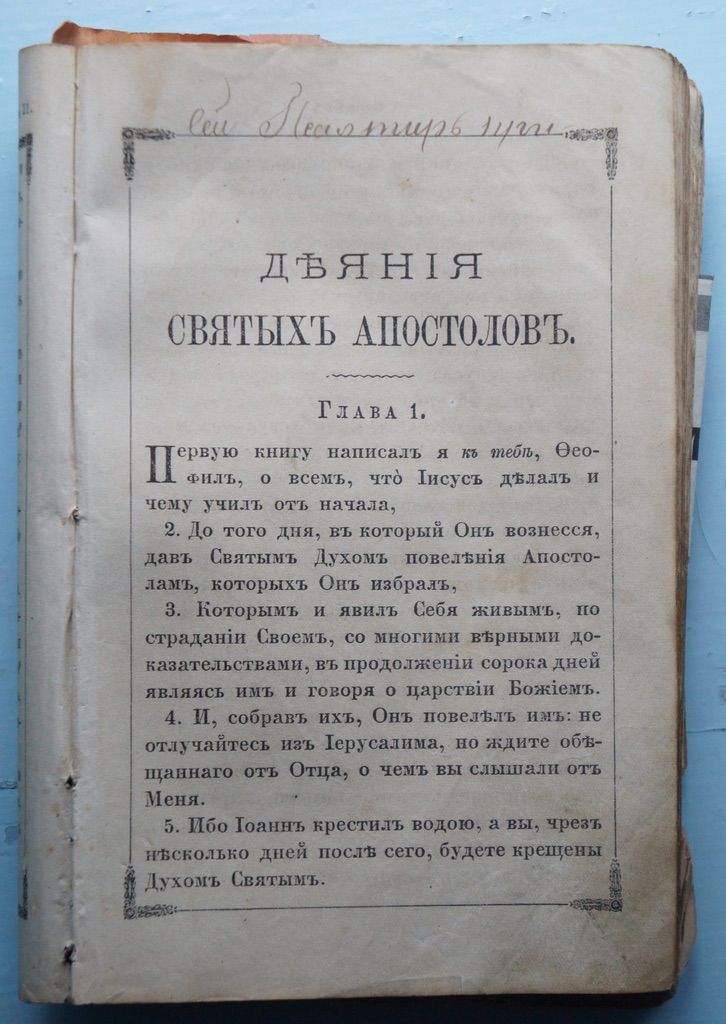 Сей Псалтирь
ДѢЯНІЯ
СВЯТЫХЪ АПОСТОЛОВЪ.
Глава 1.
Первую книгу написалъ я къ тебѣ, Ѳео-
филъ, о всемъ, что̀ Іисусъ дѣлалъ и
чему училъ отъ начала,
2. До того дня, въ который Онъ вознесся,
давъ Святымъ Духомъ повелѣнія Апосто-
ламъ, которыхъ Онъ избралъ,
3. Которымъ и явилъ Себя живымъ, по
страданіи Своемъ, со многими вѣрными до-
казательствами, въ продолженіи сорока дней
являясь имъ и говоря о царствіи Божіемъ.
4. И, собравъ ихъ, Онъ повелѣлъ имъ: не
отлучайтесь изъ Іерусалима, но ждите обѣ-
щаннаго отъ Отца, о чемъ вы слышали отъ
Меня.
5. Ибо Іоаннъ крестилъ водою, а вы, чрезъ
нѣсколько дней послѣ сего, будете крещены
Духомъ Святымъ.